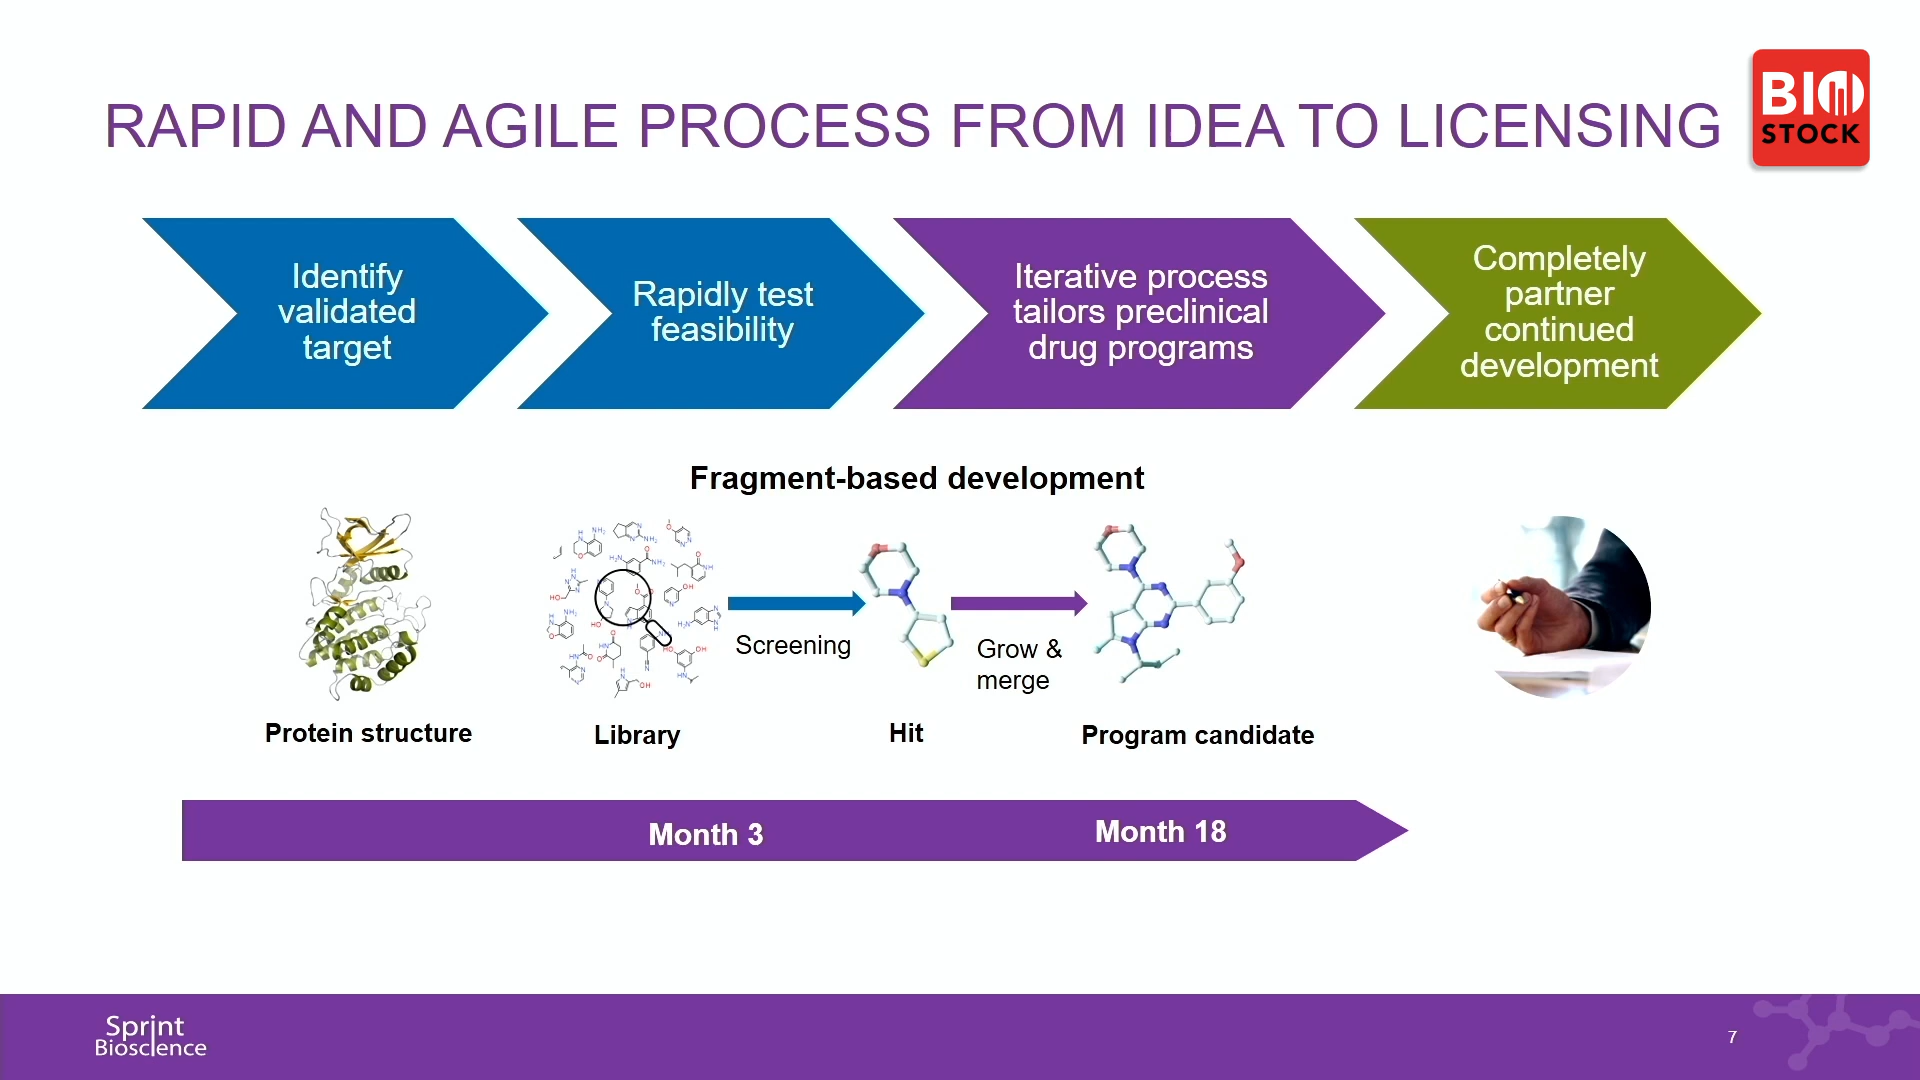 RAPID AND AGILE PROCESS FROM IDEA TO LICENSING
BIO
STOCK
Identify
validated
target
Rapidly test
feasibility
Iterative process
tailors preclinical
drug programs
Completely
partner
continued
development
Fragment-based development
Screening
Grow &
merge
Protein structure
Library
Hit
Program candidate
Month 3
Month 18
Sprint
Bioscience
7